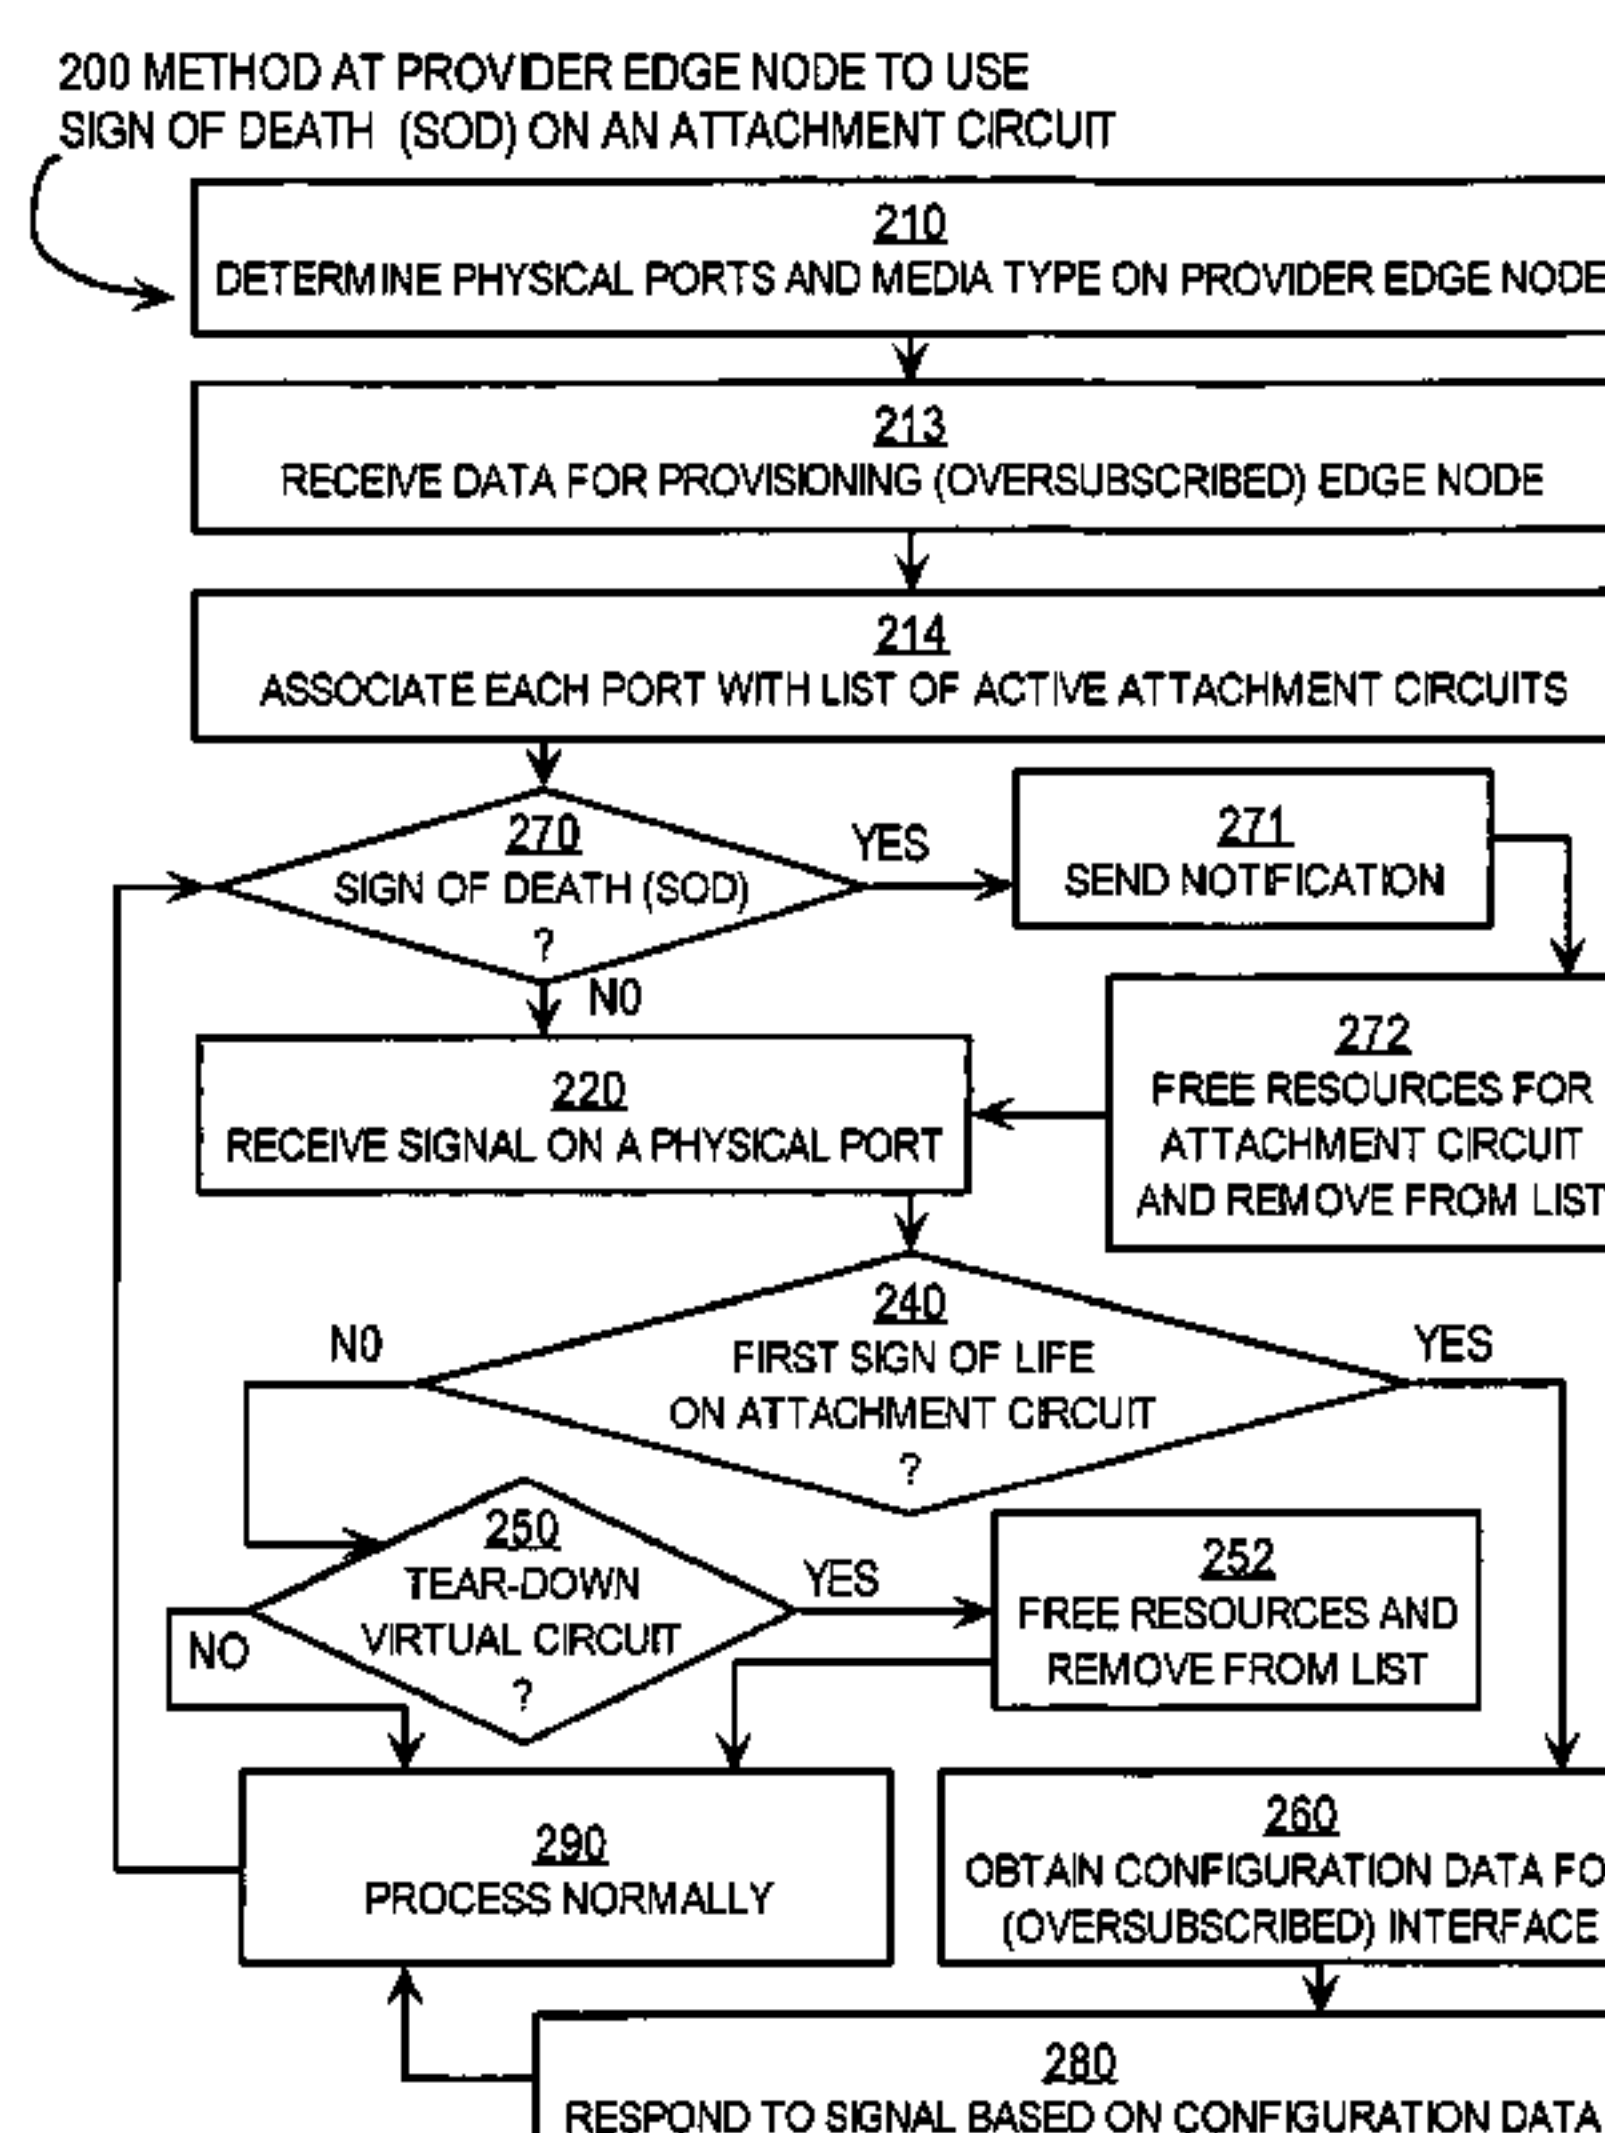 200 METHOD AT PROVIDER EDGE NODE TO USE
SIGN OF DEATH (SOD) ON AN ATTACHMENT CIRCUIT
210
DETERMINE PHYSICAL PORTS AND MEDIA TYPE ON PROVIDER EDGE NODE
213
RECEIVE DATA FOR PROVISIONING (OVERSUBSCRIBED) EDGE NODE
214
ASSOCIATE EACH PORT WITH LIST OF ACTIVE ATTACHMENT CIRCUITS
270
SIGN OF DEATH (SOD)
?
YES
271
SEND NOTIFICATION
NO
272
FREE RESOURCES FOR
ATTACHMENT CIRCUIT
AND REMOVE FROM LIST
220
RECEIVE SIGNAL ON A PHYSICAL PORT
240
FIRST SIGN OF LIFE
ON ATTACHMENT CIRCUIT
?
NO
YES
250
TEAR-DOWN
VIRTUAL CIRCUIT
?
YES
NO
252
FREE RESOURCES AND
REMOVE FROM LIST
290
PROCESS NORMALLY
260
OBTAIN CONFIGURATION DATA FO
(OVERSUBSCRIBED) INTERFACE
280
RESPOND TO SIGNAL BASED ON CONFIGURATION DATA